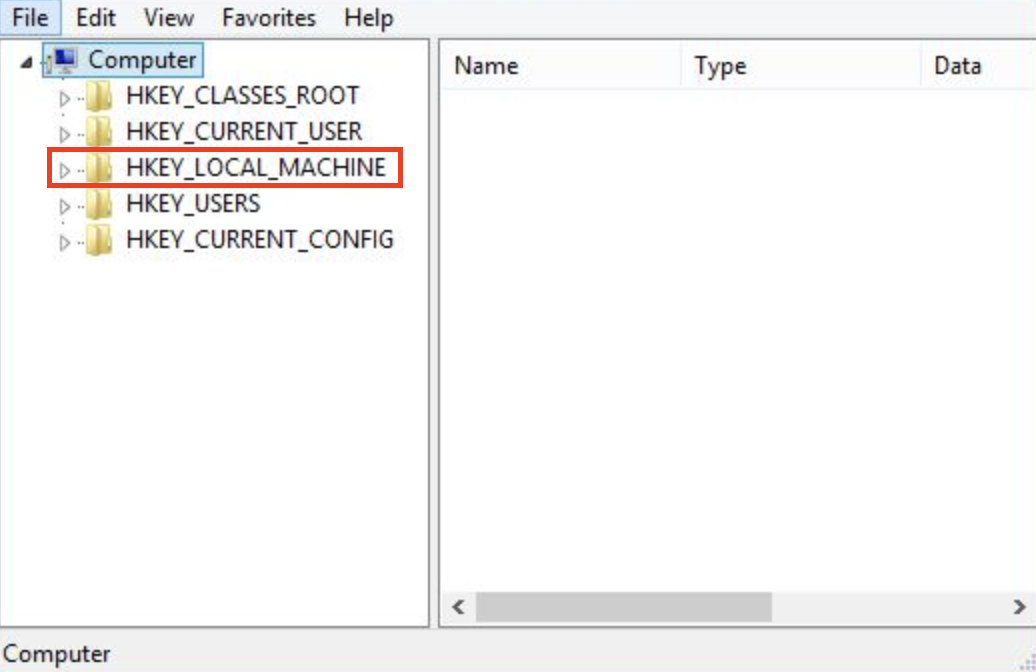 File Edit View Favorites Help
Computer
HKEY_CLASSES_ROOT
HKEY_CURRENT_USER
HKEY_LOCAL_MACHINE
HKEY_USERS
HKEY_CURRENT_CONFIG
Name Type Data
Computer